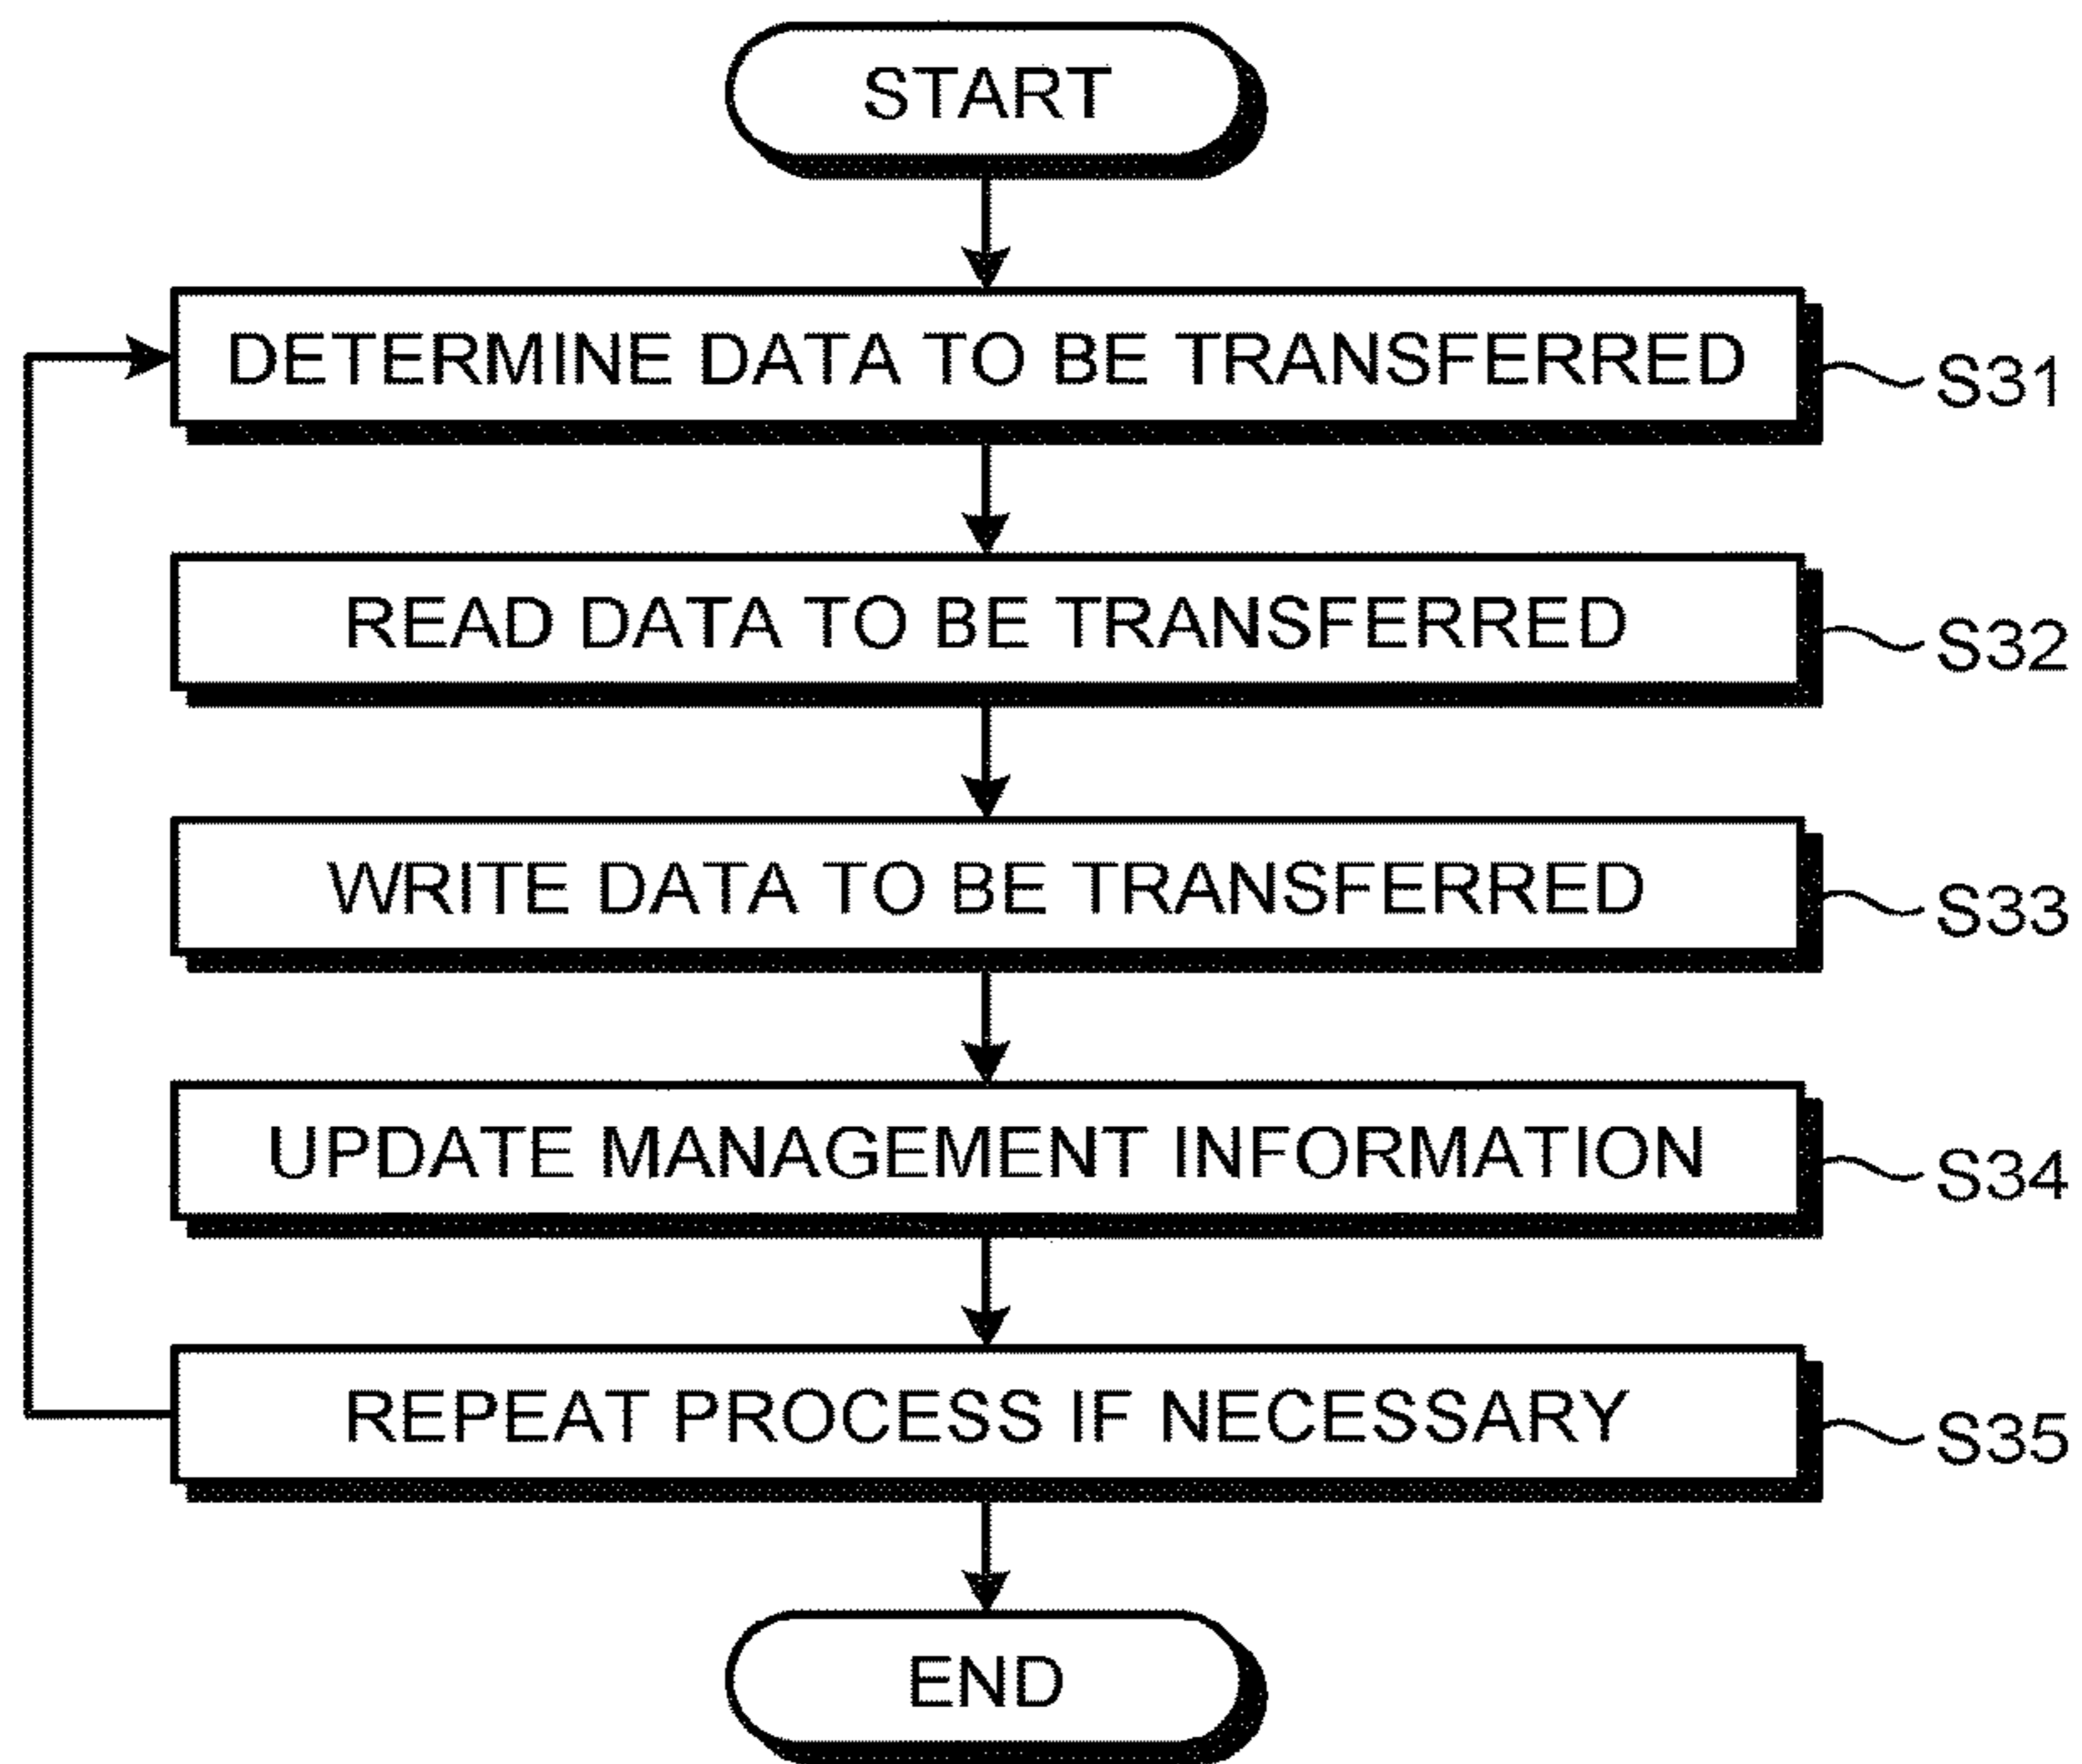 START
DETERMINE DATA TO BE TRANSFERRED
S31
READ DATA TO BE TRANSFERRED
S32
WRITE DATA TO BE TRANSFERRED
S33
UPDATE MANAGEMENT INFORMATION
S34
REPEAT PROCESS IF NECESSARY
S35
END